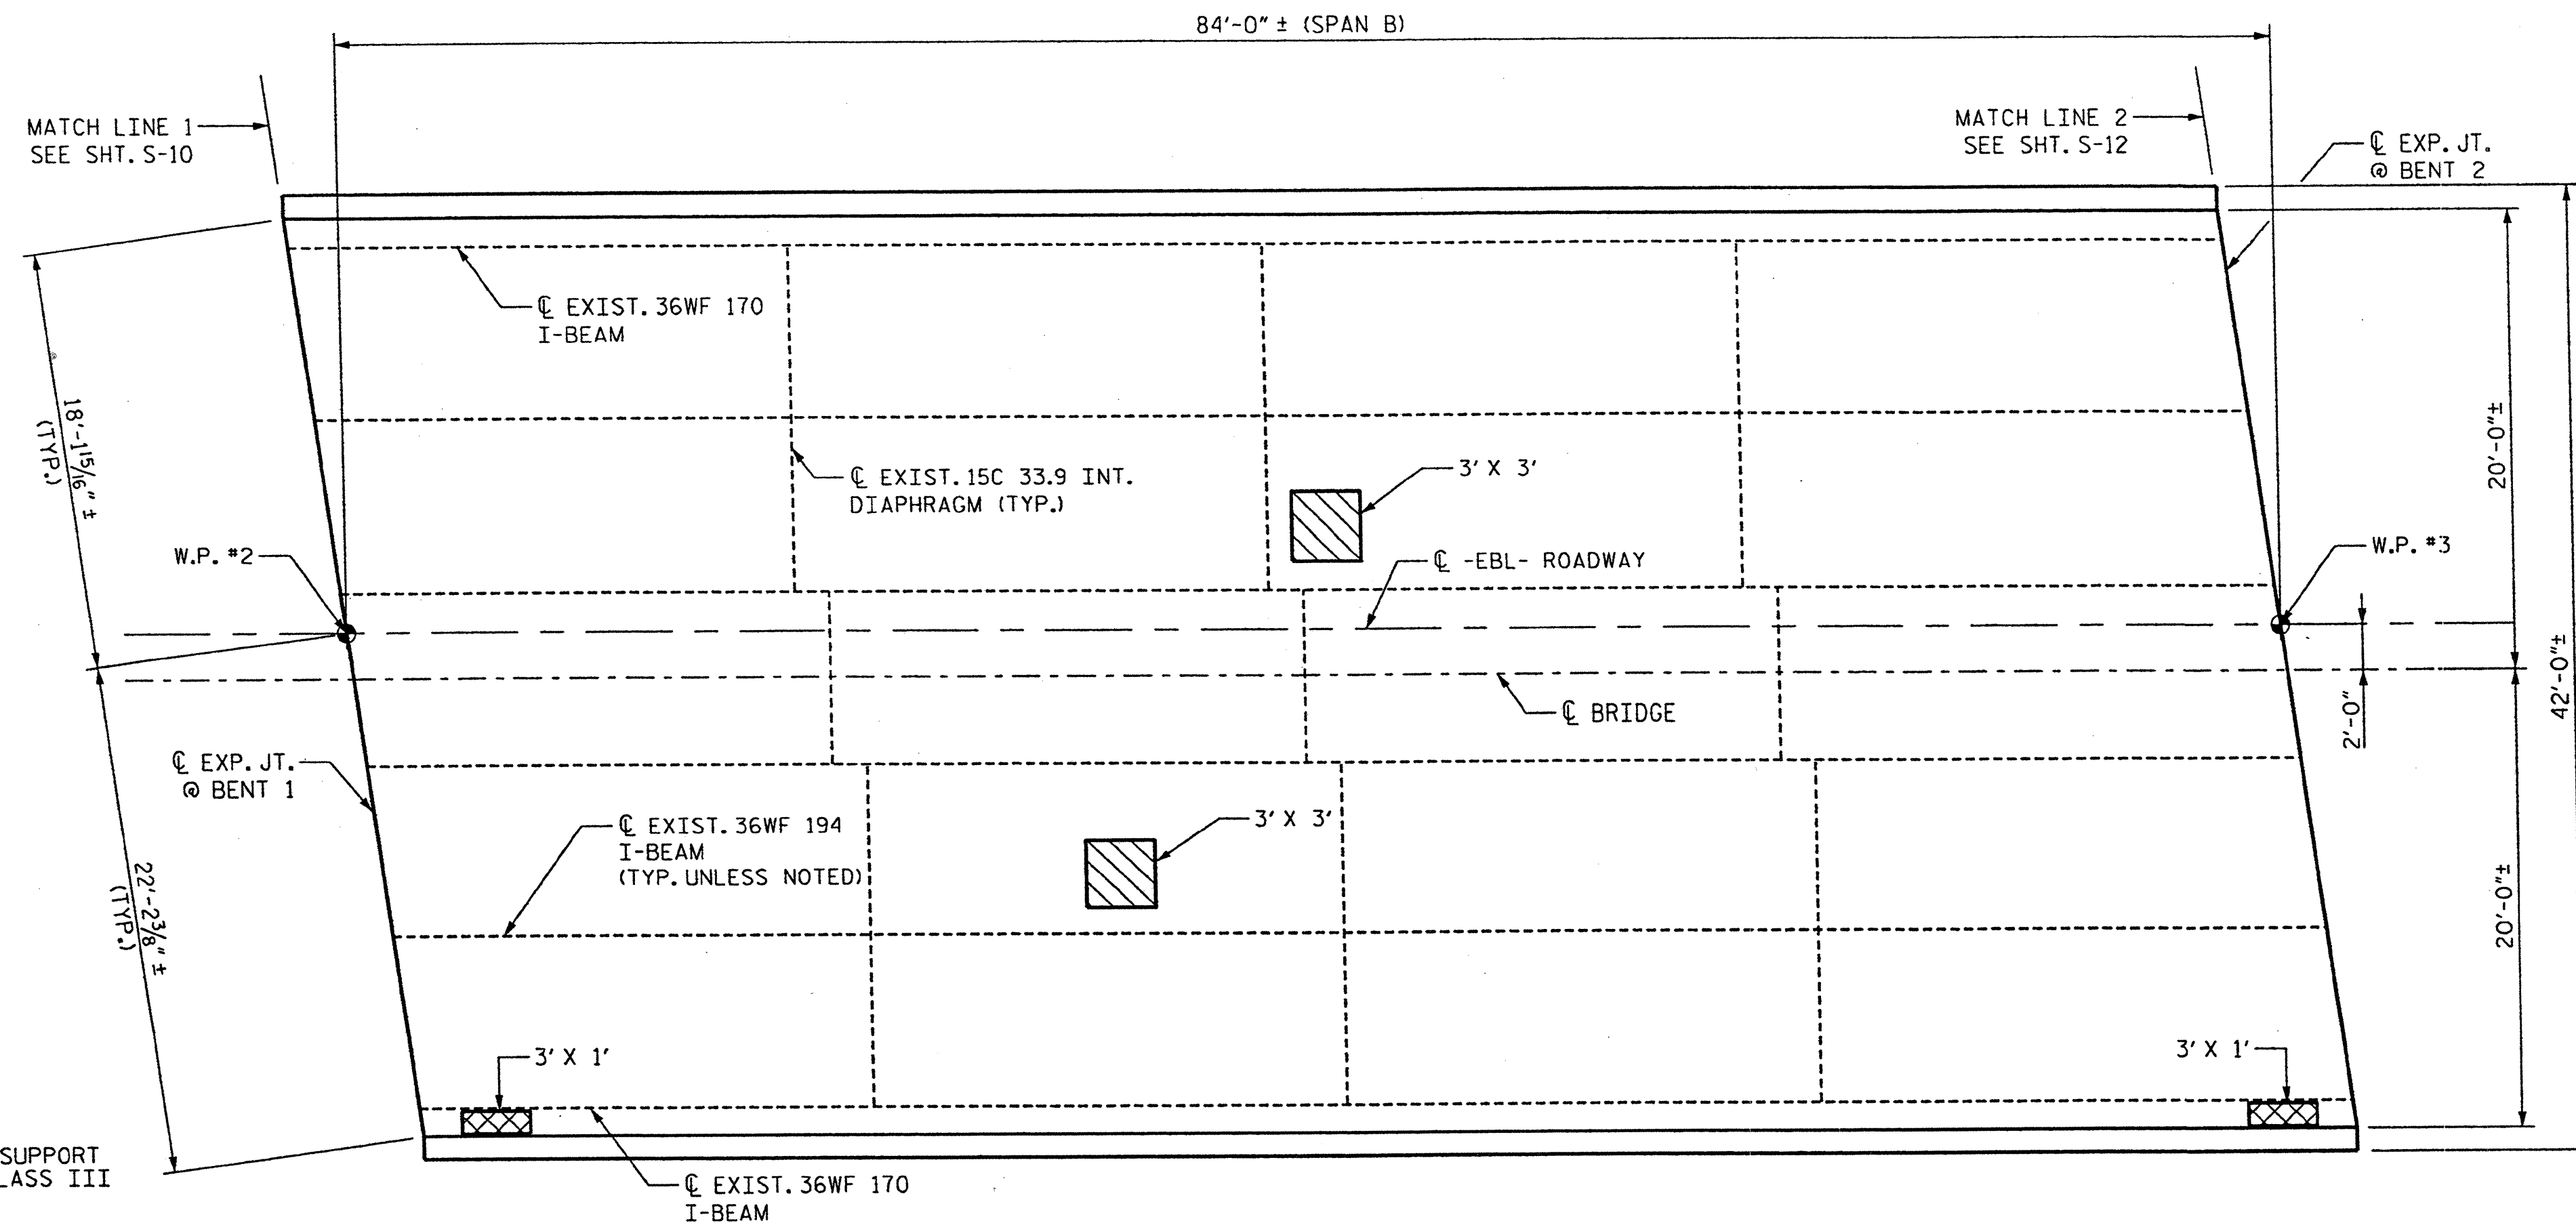 84'-0" ± (SPAN B)
MATCH LINE 1
SEE SHT. S-10
MATCH LINE 2
SEE SHT. S-12
℄ EXP. JT.
@ BENT 2
℄ EXIST. 36WF 170
I-BEAM
18'-1 15/16" ±
(TYP.)
℄ EXIST. 15C 33.9 INT.
DIAPHRAGM (TYP.)
3' X 3'
20'-0"±
W.P. #2
℄ -EBL- ROADWAY
W.P. #3
42'-0"±
2'-0"
℄ BRIDGE
℄ EXP. JT.
@ BENT 1
℄ EXIST. 36WF 194
I-BEAM
(TYP. UNLESS NOTED)
3' X 3'
22'-2 3/8" ±
(TYP.)
20'-0"±
3' X 1'
3' X 1'
SUPPORT
LASS III
℄ EXIST. 36WF 170
I-BEAM